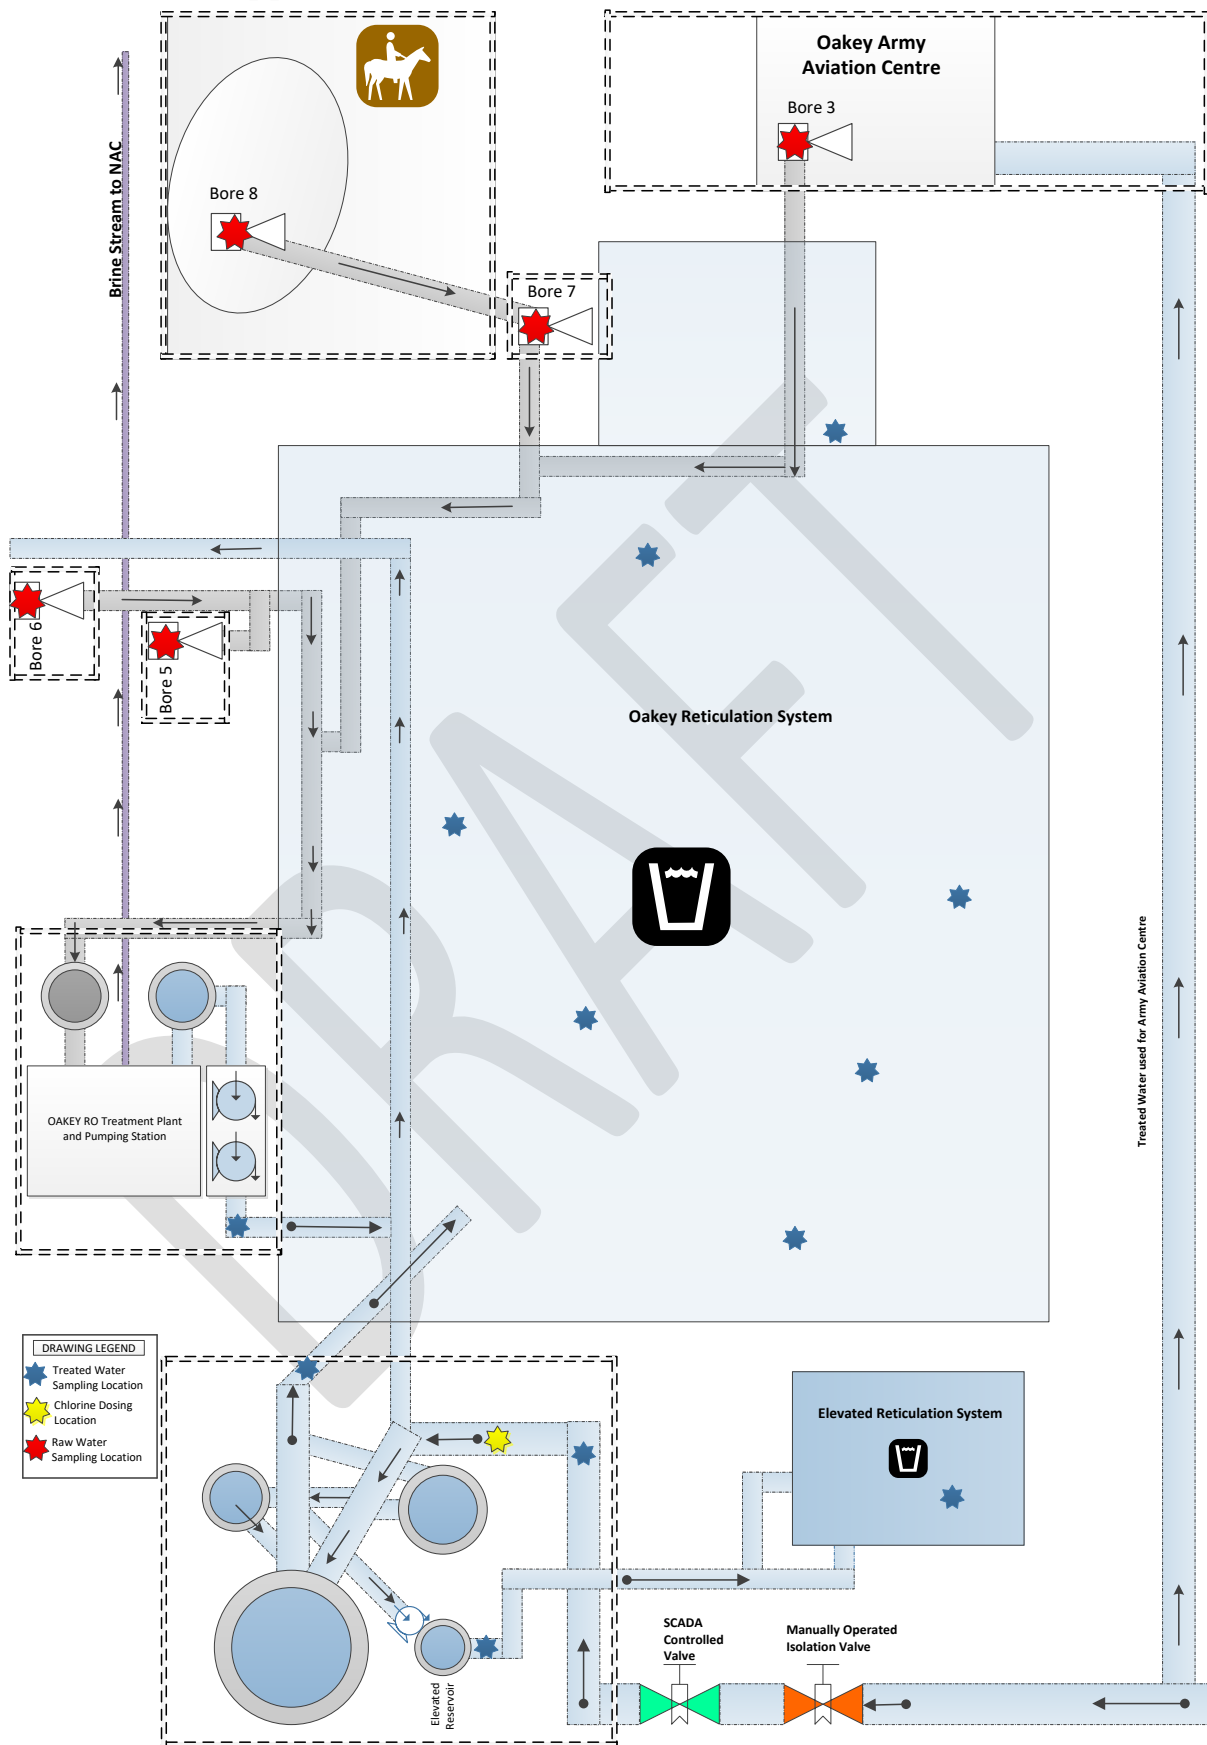 Oakey Army
Aviation Centre
Bore 3
Brine Stream to NAC
Bore 8
Bore 7
Bore 6
Bore 5
Oakey Reticulation System
DRAFT
Treated Water used for Army Aviation Centre
OAKEY RO Treatment Plant
and Pumping Station
DRAWING LEGEND
Treated Water
Sampling Location
Chlorine Dosing
Location
Raw Water
Sampling Location
Elevated Reticulation System
SCADA
Controlled
Valve
Manually Operated
Isolation Valve
Elevated
Reservoir